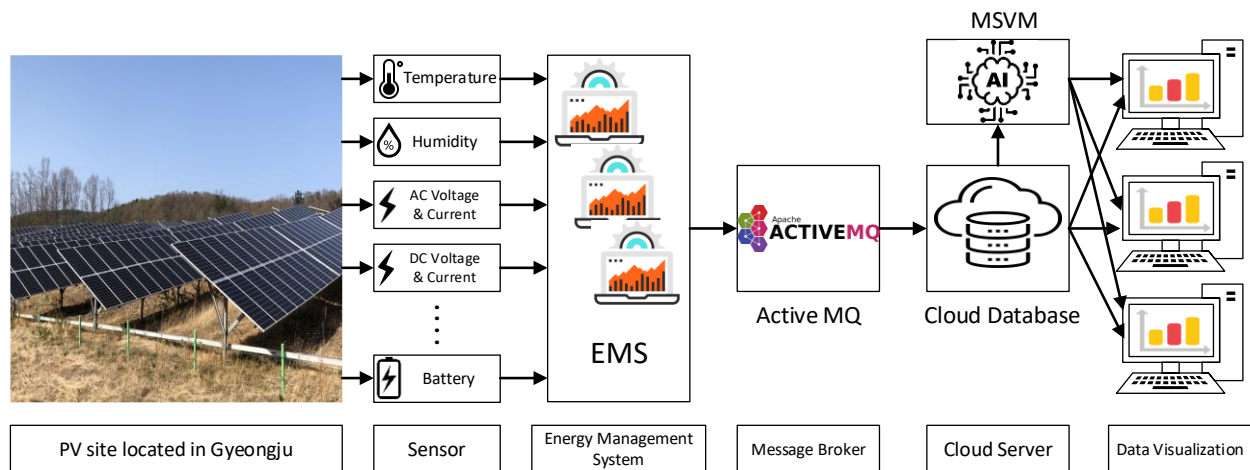 MSVM
AI
Temperature
%
Humidity
AC Voltage
& Current
DC Voltage
& Current
Battery
EMS
Apache
ACTIVEMQ
Active MQ
Cloud Database
PV site located in Gyeongju
Sensor
Energy Management
System
Message Broker
Cloud Server
Data Visualization